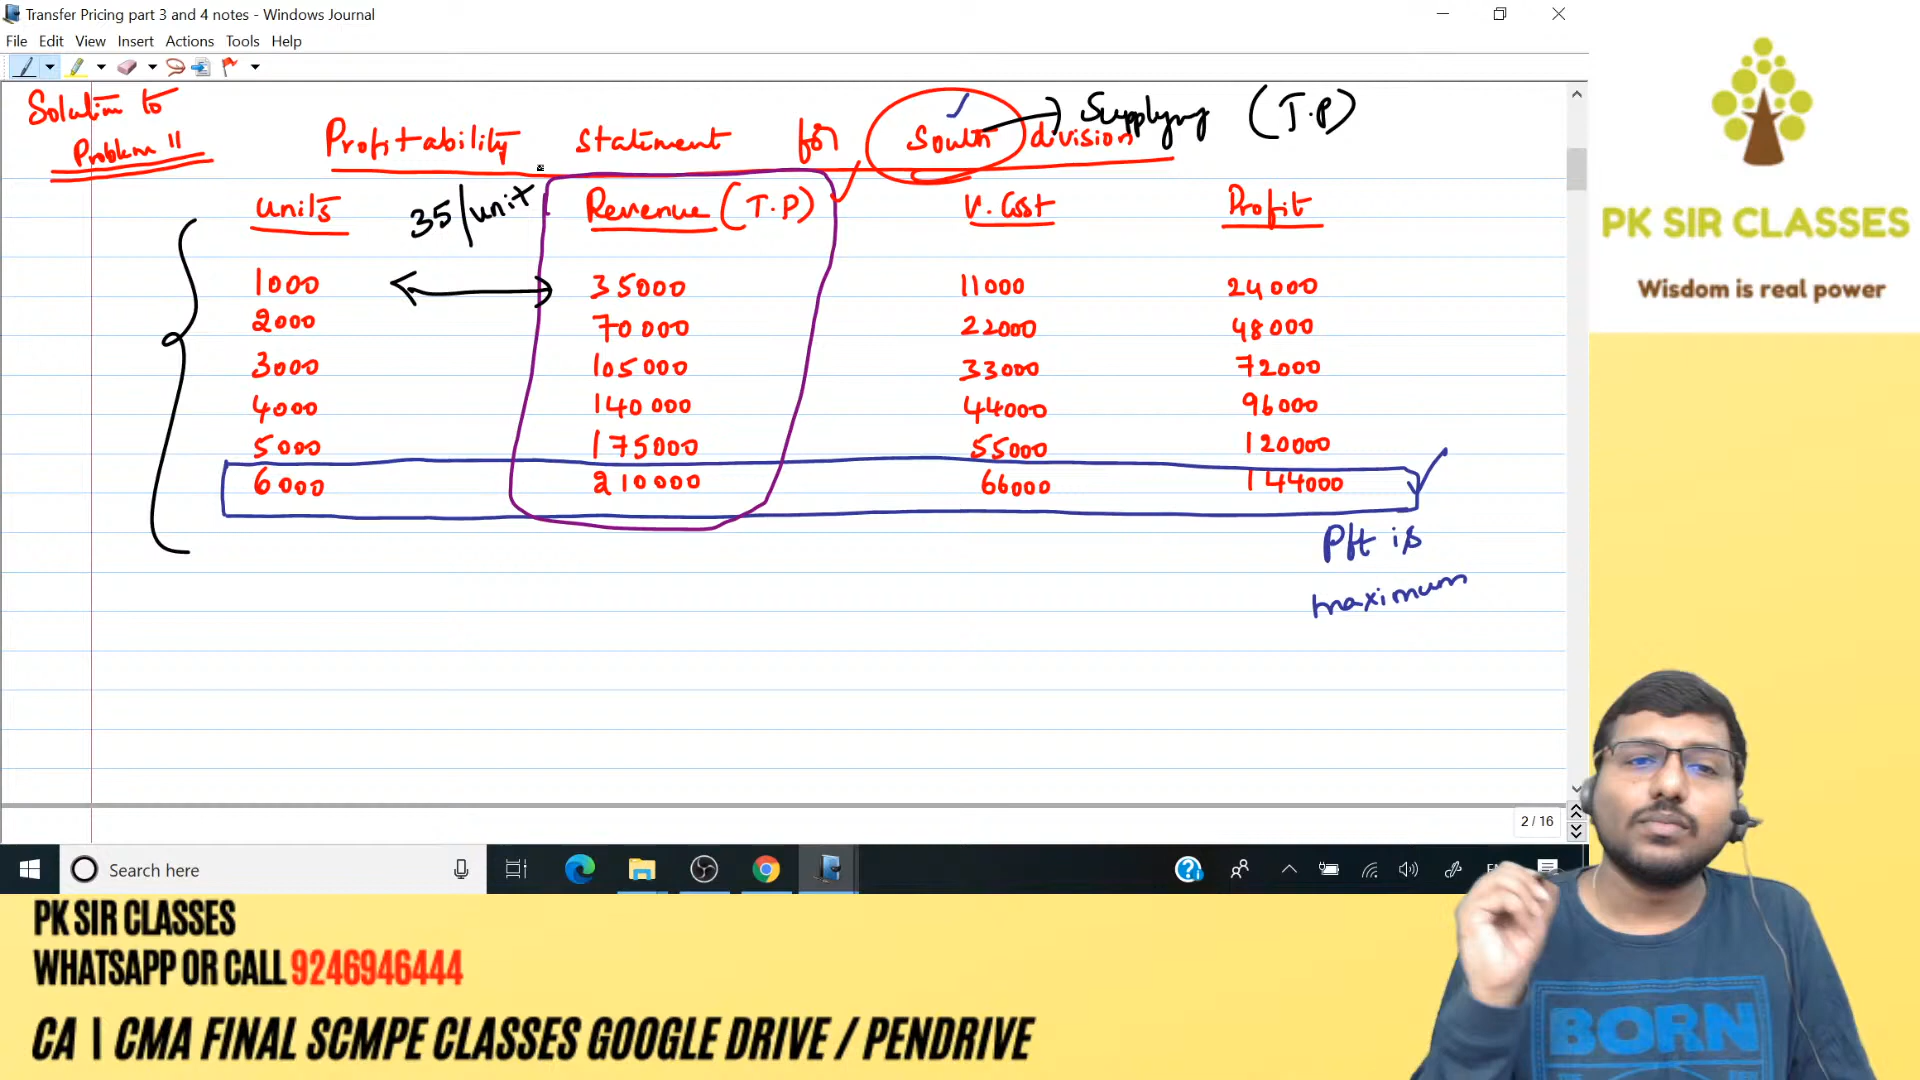 Transfer Pricing part 3 and 4 notes - Windows Journal
File Edit View Insert Actions Tools Help
Solution to
Problem 11
Profitability statement for South division
Supplying (T.P)
units 35/unit Revenue (T.P) V. Cost Profit
1000 35000 11000 24000
2000 70000 22000 48000
3000 105000 33000 72000
4000 140000 44000 96000
5000 175000 55000 120000
6000 210000 66000 144000
Pft is
maximum
2 / 16
Search here
PK SIR CLASSES
Wisdom is real power
PK SIR CLASSES
WHATSAPP OR CALL 9246946444
CA \ CMA FINAL SCMPE CLASSES GOOGLE DRIVE / PENDRIVE
BORN